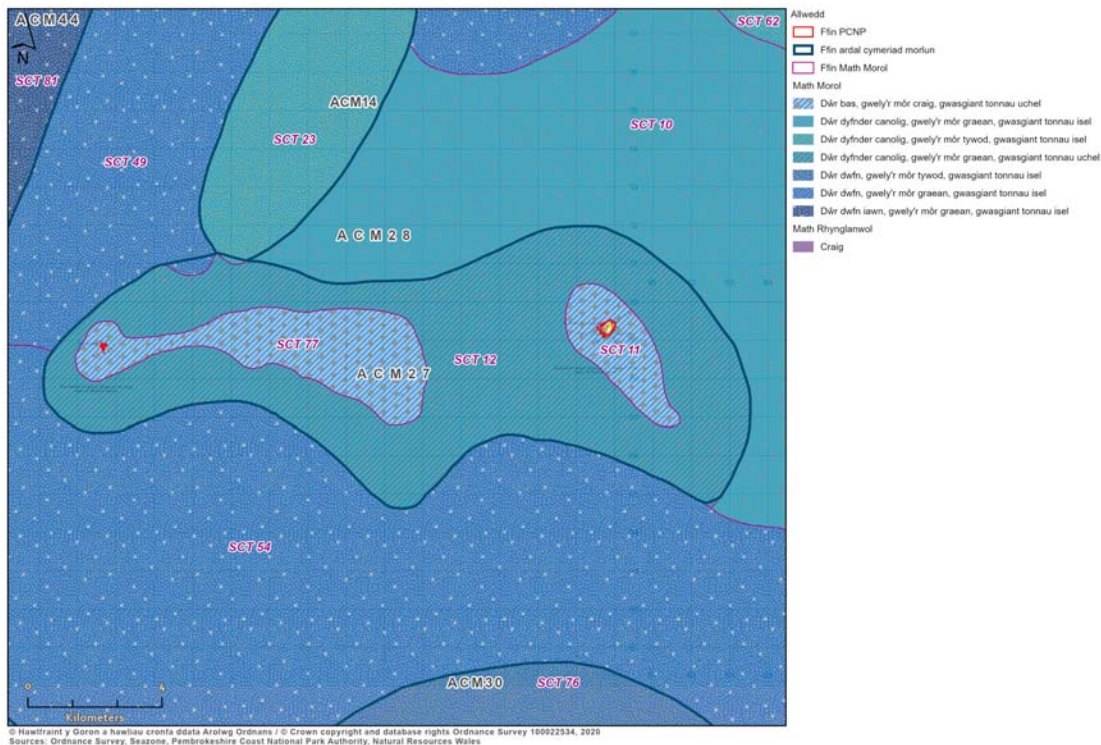 ACM44
N
SCT 81
SCT 49
ACM14
SCT 23
SCT 10
SCT 62
ACM28
SCT 77
ACM27
SCT 12
SCT 11
SCT 54
ACM30
SCT 76
0 4
Kilometers
Allwedd
Ffin PCNP
Ffin ardal cymeriad morlun
Ffin Math Morol
Math Morol
Dŵr bas, gwely'r môr craig, gwasgiant tonnau uchel
Dŵr dyfnder canolig, gwely'r môr graean, gwasgiant tonnau isel
Dŵr dyfnder canolig, gwely'r môr tywod, gwasgiant tonnau isel
Dŵr dyfnder canolig, gwely'r môr graean, gwasgiant tonnau uchel
Dŵr dwfn, gwely'r môr tywod, gwasgiant tonnau isel
Dŵr dwfn, gwely'r môr graean, gwasgiant tonnau isel
Dŵr dwfn iawn, gwely'r môr graean, gwasgiant tonnau isel
Math Rhynglanwol
Craig
© Hawlfraint y Goron a hawliau cronfa ddata Arolwg Ordnans / © Crown copyright and database rights Ordnance Survey 100022534, 2020
Sources: Ordnance Survey, Seazone, Pembrokeshire Coast National Park Authority, Natural Resources Wales